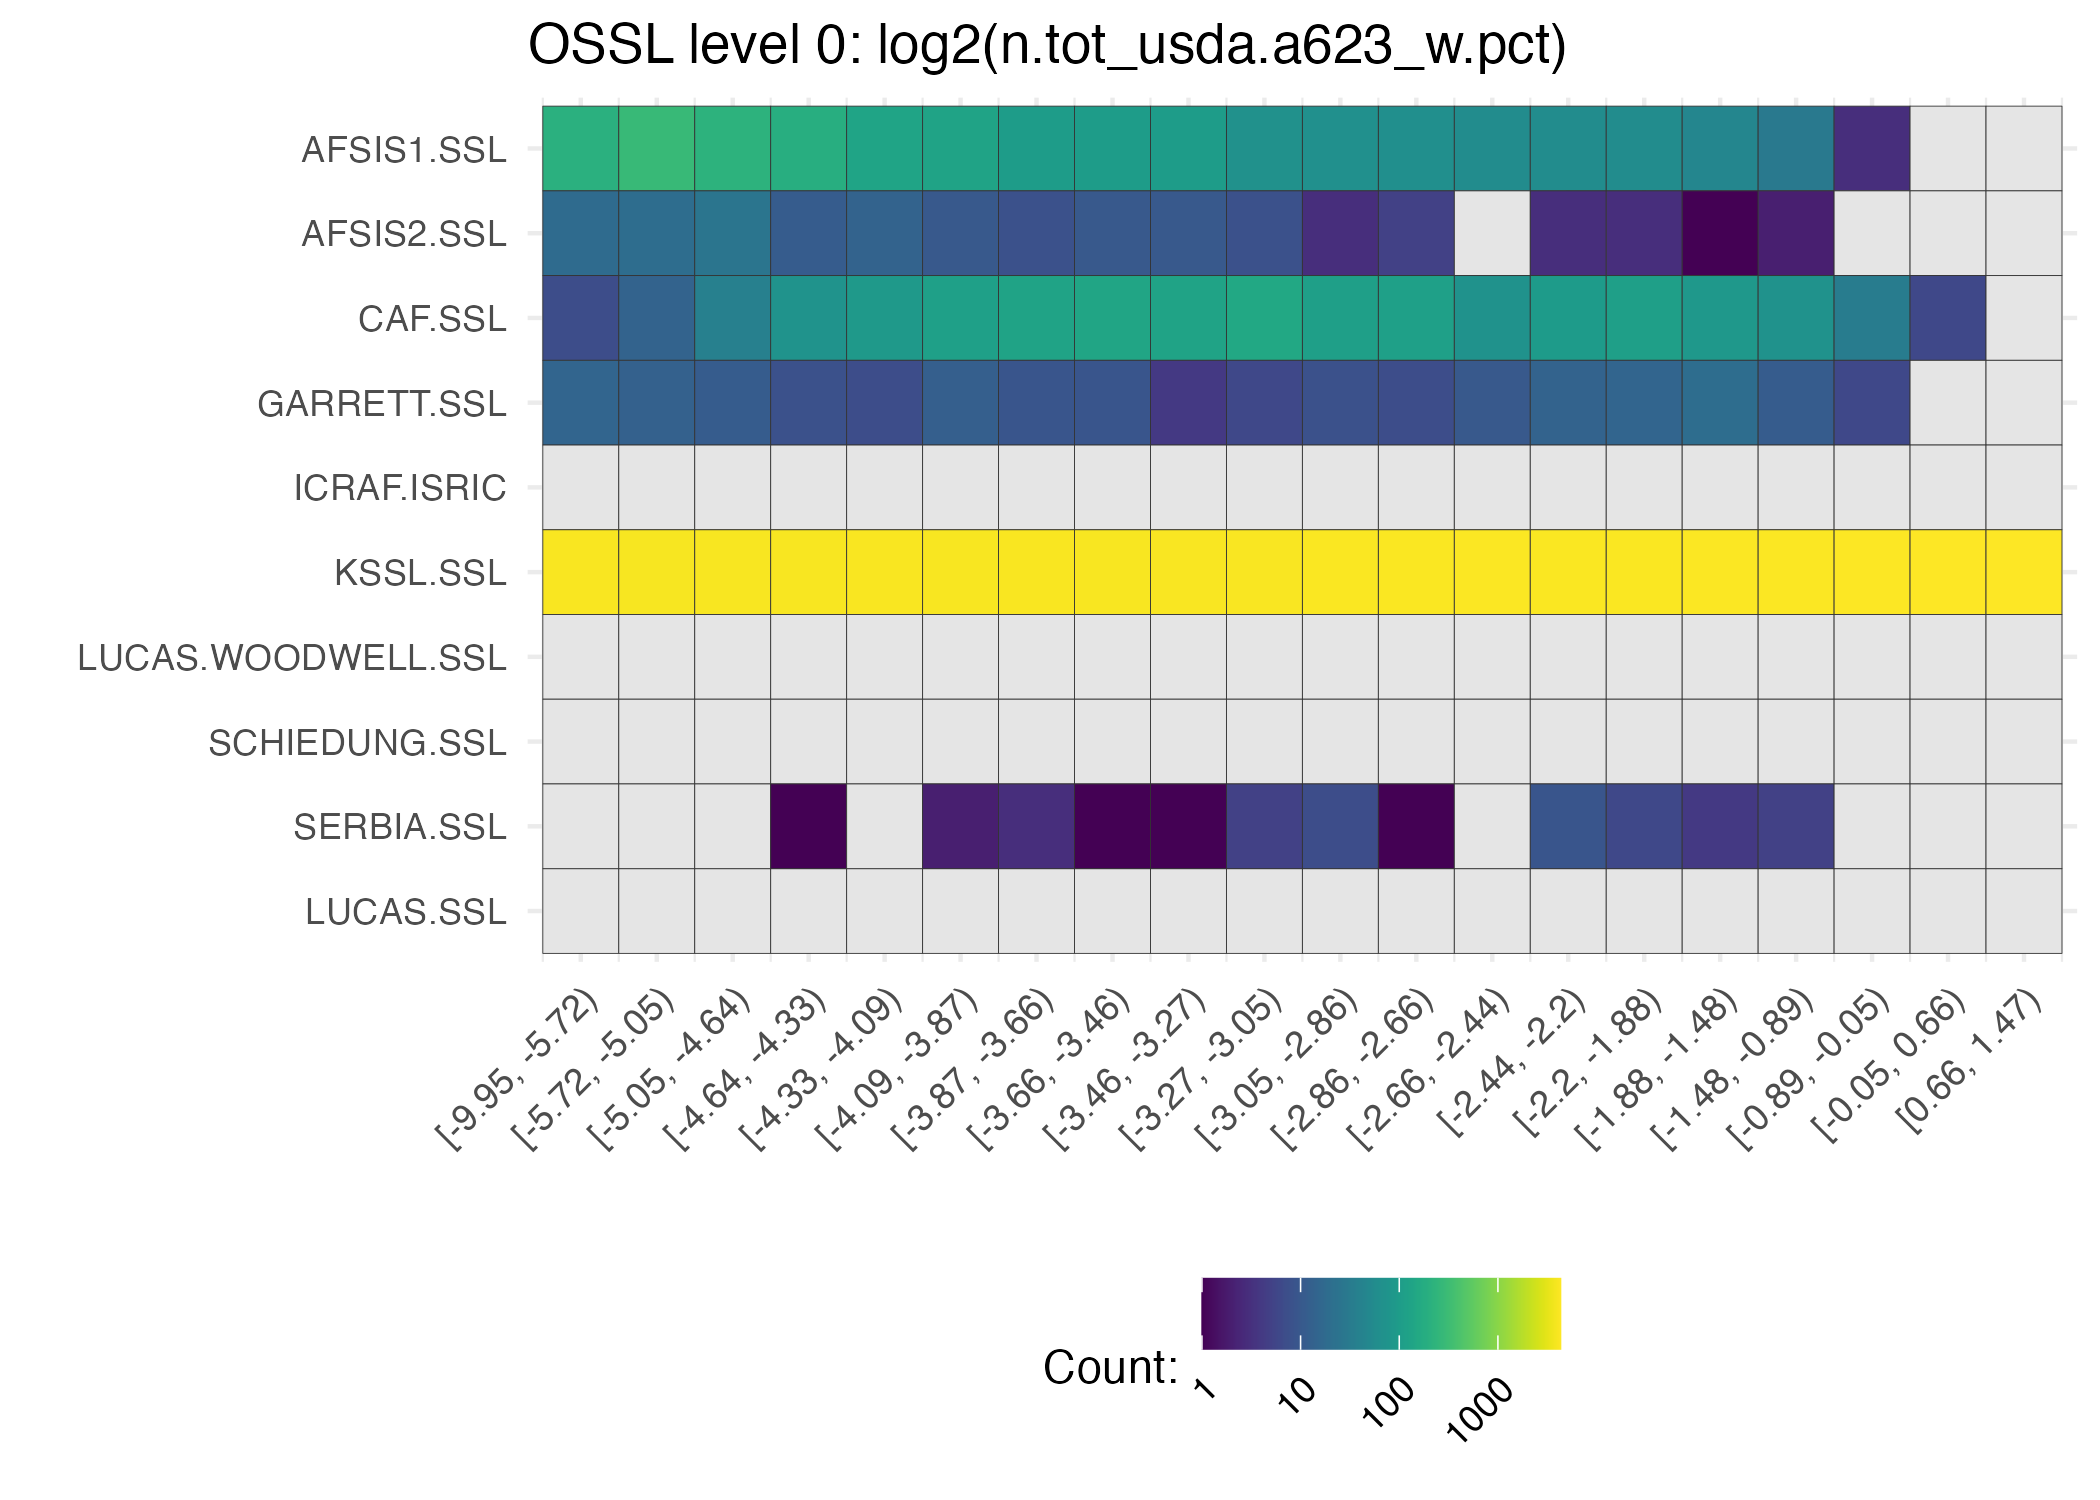 OSSL level 0: log2(n.tot_usda.a623_w.pct)
AFSIS1.SSL
AFSIS2.SSL
CAF.SSL
GARRETT.SSL
ICRAF.ISRIC
KSSL.SSL
LUCAS.WOODWELL.SSL
SCHIEDUNG.SSL
SERBIA.SSL
LUCAS.SSL
[-9.95, -5.72)
[-5.72, -5.05)
[-5.05, -4.64)
[-4.64, -4.33)
[-4.33, -4.09)
[-4.09, -3.87)
[-3.87, -3.66)
[-3.66, -3.46)
[-3.46, -3.27)
[-3.27, -3.05)
[-3.05, -2.86)
[-2.86, -2.66)
[-2.66, -2.44)
[-2.44, -2.2)
[-2.2, -1.88)
[-1.88, -1.48)
[-1.48, -0.89)
[-0.89, -0.05)
[-0.05, 0.66)
[0.66, 1.47)
Count:
1
10
100
1000